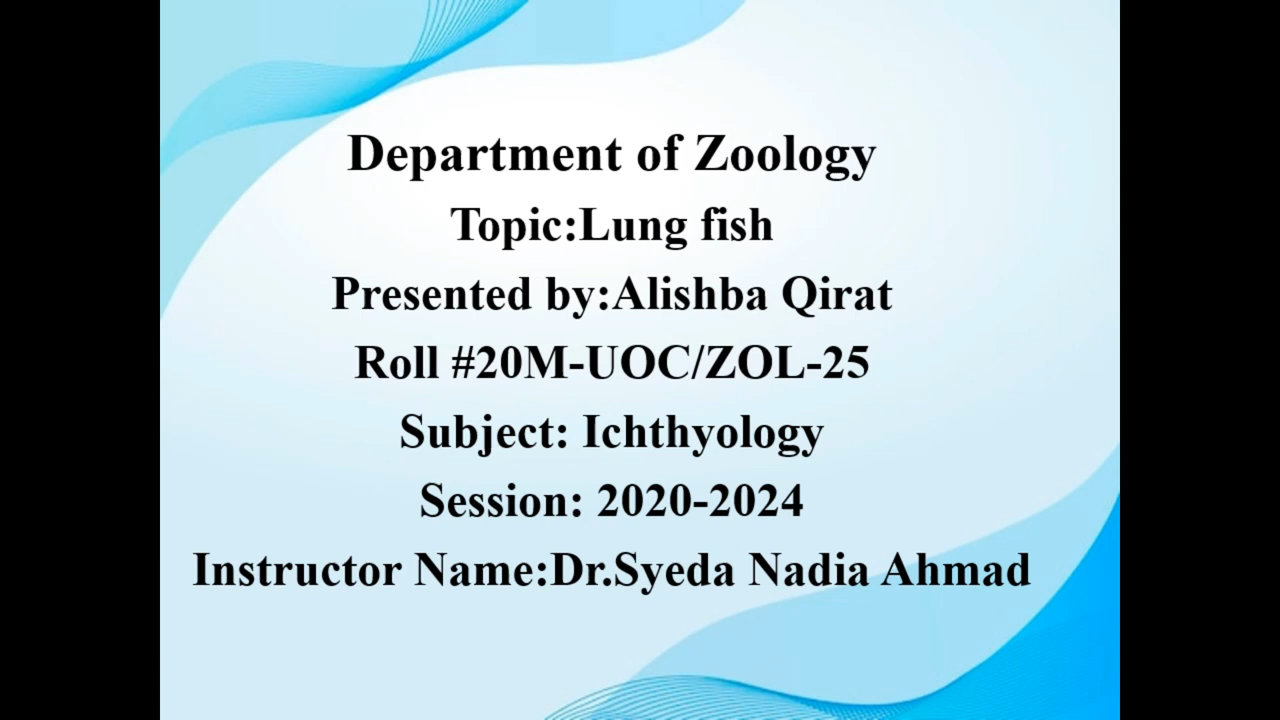 Department of Zoology
Topic:Lung fish
Presented by:Alishba Qirat
Roll #20M-UOC/ZOL-25
Subject: Ichthyology
Session: 2020-2024
Instructor Name:Dr.Syeda Nadia Ahmad